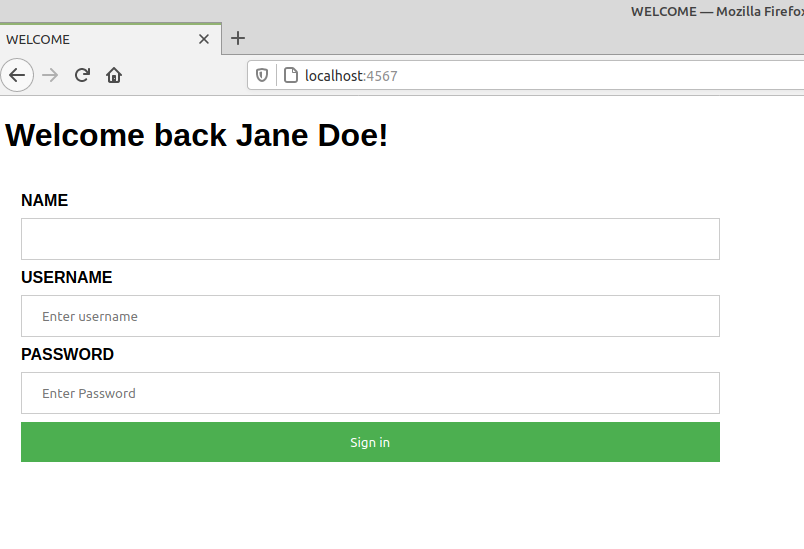 WELCOME — Mozilla Firefox
WELCOME
localhost:4567
Welcome back Jane Doe!
NAME
USERNAME
Enter username
PASSWORD
Enter Password
Sign in